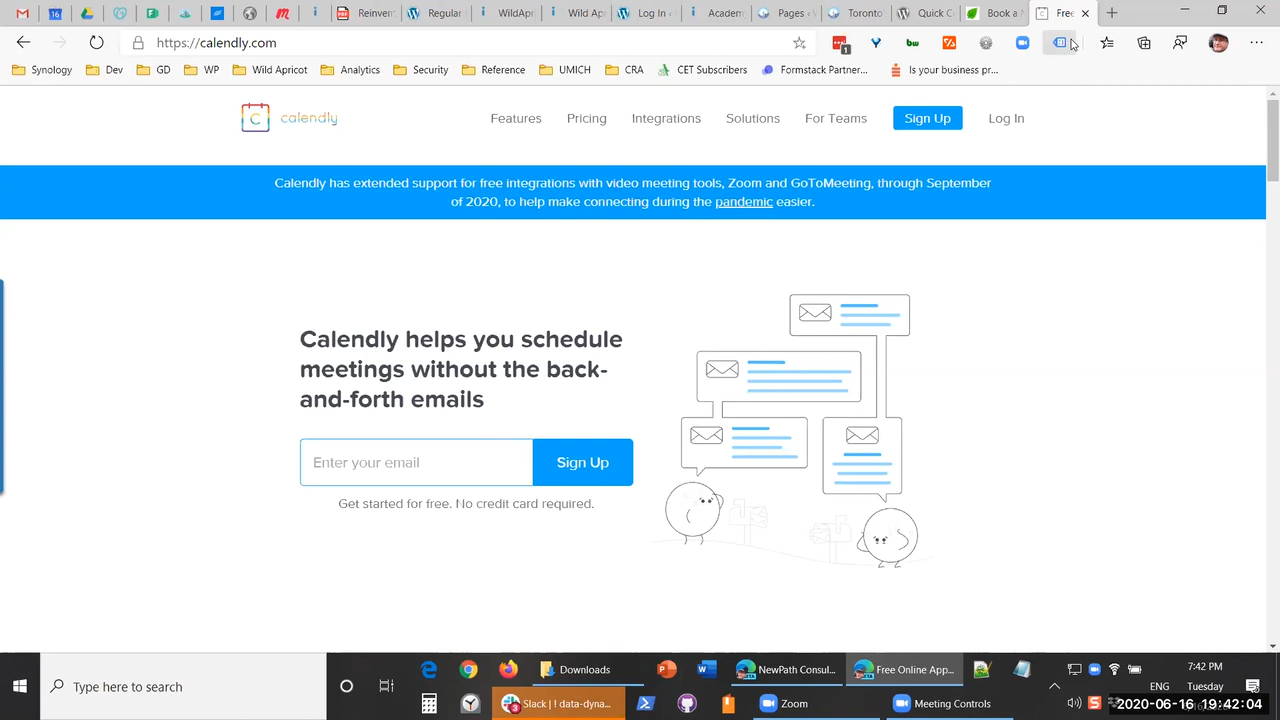 Reinven
Regular
WildAp
Wild Ap
Log In
Acader
Pages
Toronto
Quick C
Book a
Free
https://calendly.com
1
Synology
Dev
GD
WP
Wild Apricot
Analytics
Security
Reference
UMICH
CRA
CET Subscribers
Formstack Partner...
Is your business pr...
C
calendly
Features
Pricing
Integrations
Solutions
For Teams
Sign Up
Log In
Calendly has extended support for free integrations with video meeting tools, Zoom and GoToMeeting, through September
of 2020, to help make connecting during the pandemic easier.
Calendly helps you schedule
meetings without the back-
and-forth emails
Enter your email
Sign Up
Get started for free. No credit card required.
Type here to search
Downloads
NewPath Consul...
Free Online App...
7:42 PM
3
Slack | ! data-dyna...
Zoom
Meeting Controls
ENG
Tuesday
2020-06-16 19:42:04